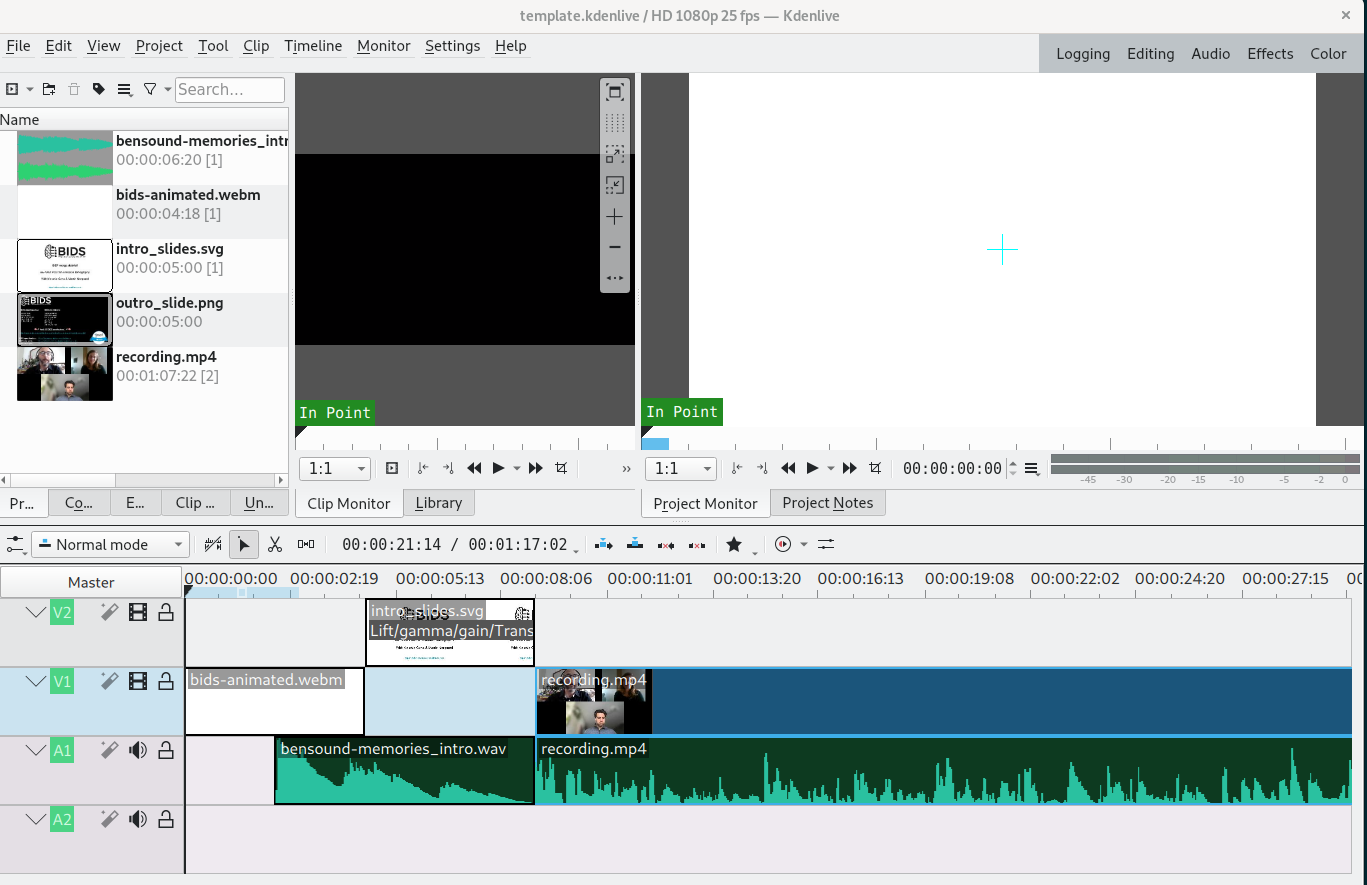 template.kdenlive / HD 1080p 25 fps — Kdenlive
File Edit View Project Tool Clip Timeline Monitor Settings Help
Logging Editing Audio Effects Color
Search...
Name
bensound-memories_intr
00:00:06:20 [1]
bids-animated.webm
00:00:04:18 [1]
BIDS
intro_slides.svg
00:00:05:00 [1]
BIDS
outro_slide.png
00:00:05:00
recording.mp4
00:01:07:22 [2]
In Point
In Point
1:1
1:1
00:00:00:00
-45 -30 -20 -15 -10 -5 -2 0
Pr... Co... E... Clip ... Un...
Clip Monitor Library
Project Monitor Project Notes
Normal mode
00:00:21:14 / 00:01:17:02
Master
00:00:00:00 00:00:02:19 00:00:05:13 00:00:08:06 00:00:11:01 00:00:13:20 00:00:16:13 00:00:19:08 00:00:22:02 00:00:24:20 00:00:27:15 00
V2
intro_slides.svg
BIDS
Lift/gamma/gain/Trans
V1
bids-animated.webm
recording.mp4
A1
bensound-memories_intro.wav
recording.mp4
A2